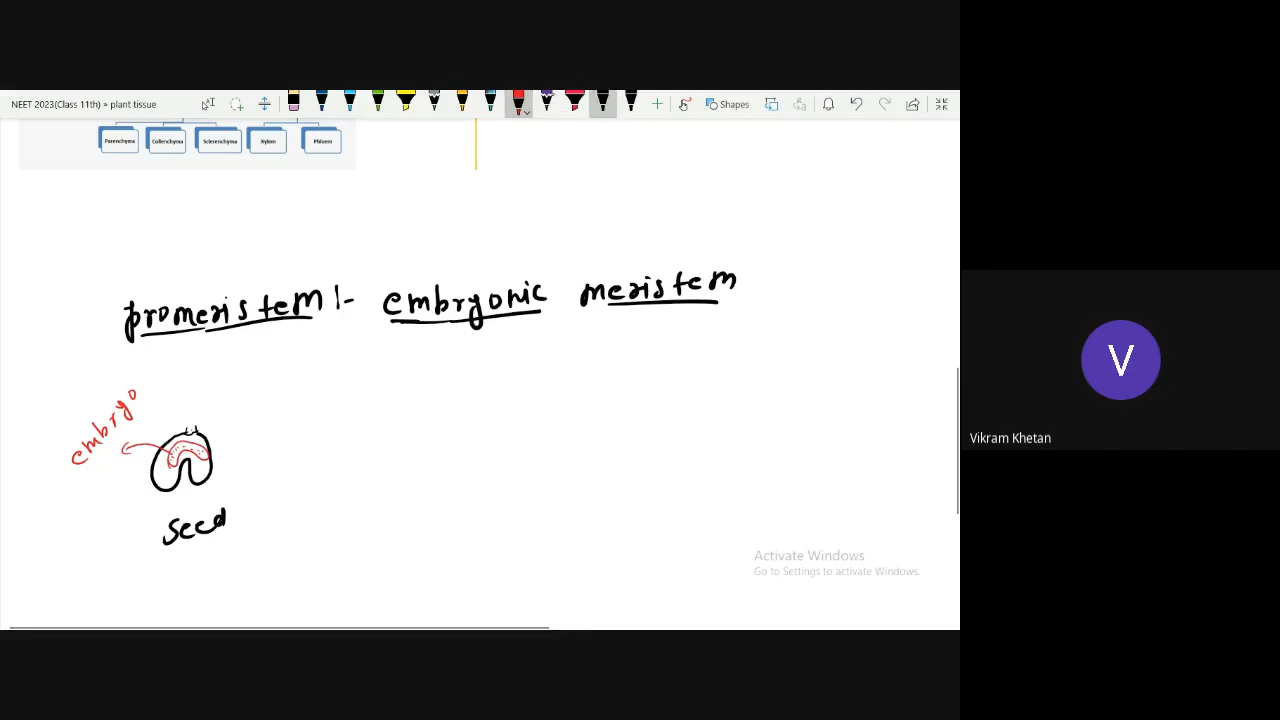 NEET 2023(Class 11th) » plant tissue
Shapes
Parenchyma Collenchyma Sclerenchyma Xylem Phloem
promeristem :- embryonic meristem
embryo
seed
V
Vikram Khetan
Activate Windows
Go to Settings to activate Windows.